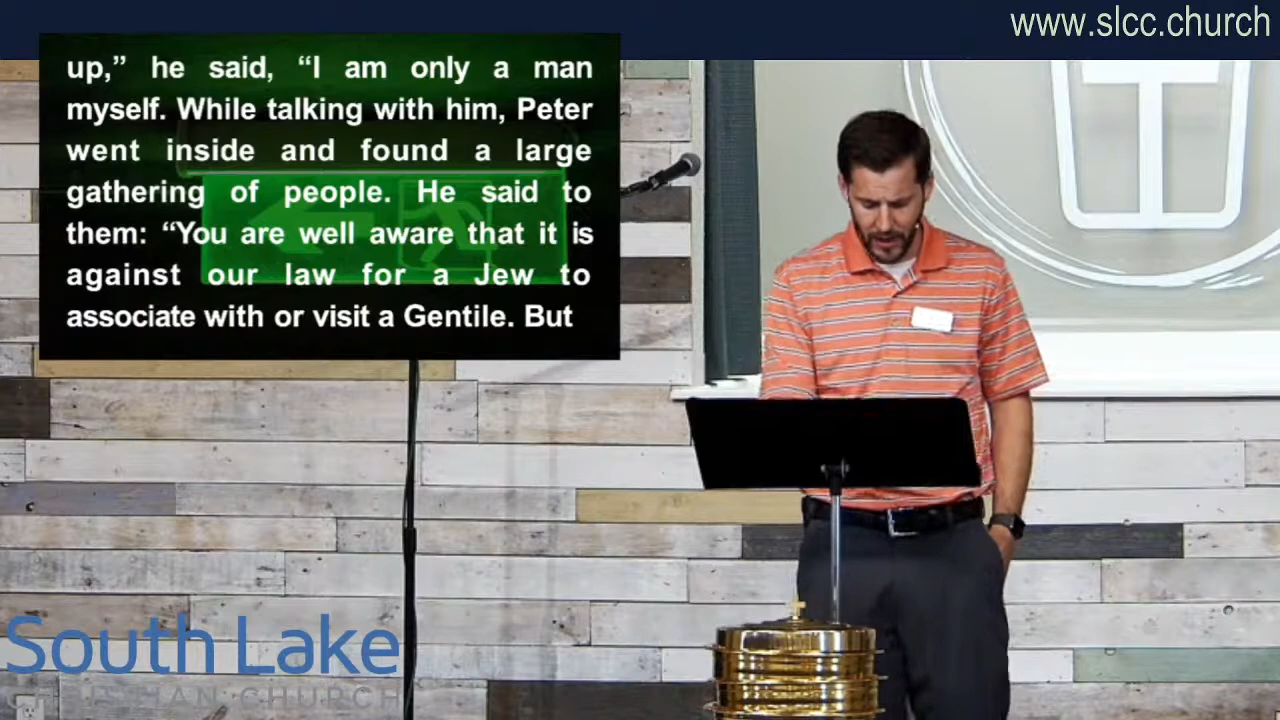 www.slcc.church
up,” he said, “I am only a man
myself. While talking with him, Peter
went inside and found a large
gathering of people. He said to
them: “You are well aware that it is
against our law for a Jew to
associate with or visit a Gentile. But
South Lake
CHRISTIAN CHURCH